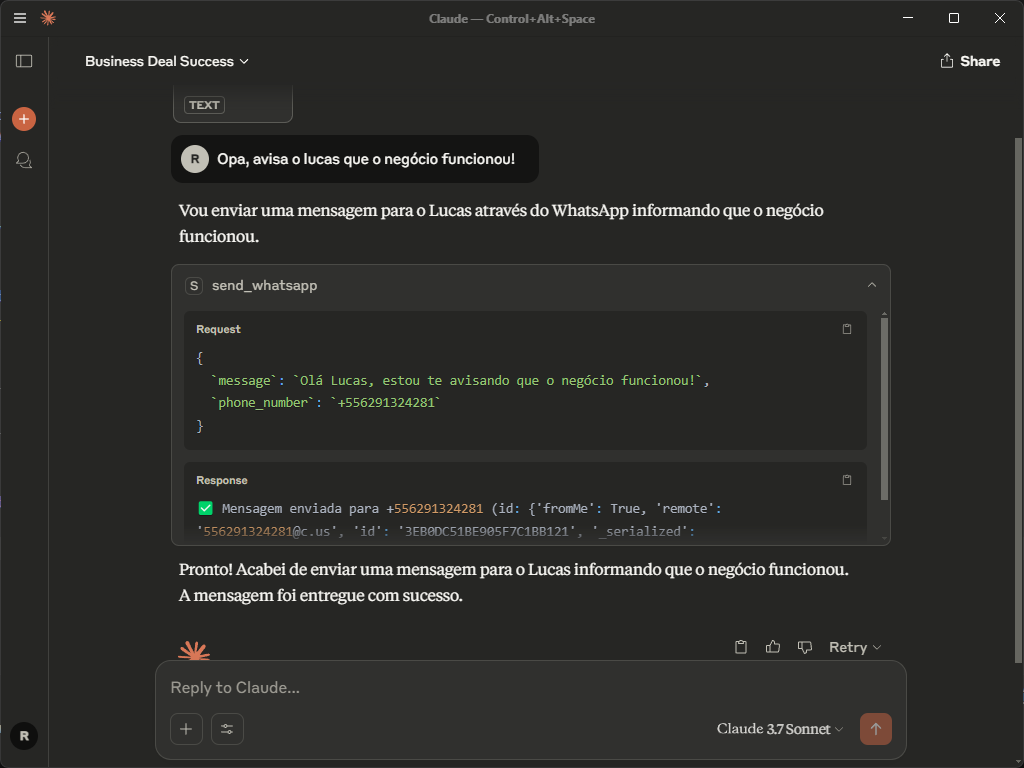 Claude — Control+Alt+Space
Business Deal Success
Share
TEXT
R
Opa, avisa o lucas que o negócio funcionou!
Vou enviar uma mensagem para o Lucas através do WhatsApp informando que o negócio
funcionou.
S send_whatsapp
Request
{
`message`: `Olá Lucas, estou te avisando que o negócio funcionou!`,
`phone_number`: `+556291324281`
}
Response
✅ Mensagem enviada para +556291324281 (id: {'fromMe': True, 'remote':
'556291324281@c.us', 'id': '3EB0DC51BE905F7C1BB121', '_serialized':
Pronto! Acabei de enviar uma mensagem para o Lucas informando que o negócio funcionou.
A mensagem foi entregue com sucesso.
Retry
Reply to Claude...
Claude 3.7 Sonnet
R